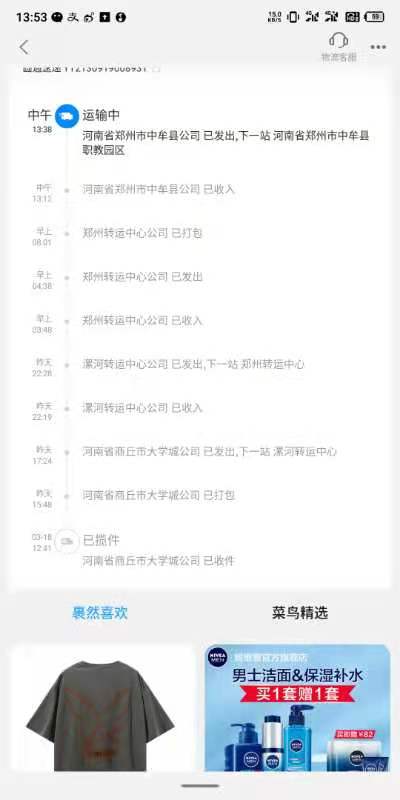 13:53
15.0 KB/S
4G
4G
59
物流客服
中午 运输中
13:38
河南省郑州市中牟县公司 已发出,下一站 河南省郑州市中牟县
职教园区
中午
13:12
河南省郑州市中牟县公司 已收入
早上
08:01
郑州转运中心公司 已打包
早上
04:38
郑州转运中心公司 已发出
早上
03:48
郑州转运中心公司 已收入
昨天
22:28
漯河转运中心公司 已发出,下一站 郑州转运中心
昨天
22:19
漯河转运中心公司 已收入
昨天
17:24
河南省商丘市大学城公司 已发出,下一站 漯河转运中心
昨天
15:48
河南省商丘市大学城公司 已打包
03-18 已揽件
12:41
河南省商丘市大学城公司 已收件
裹然喜欢 菜鸟精选
NIVEA MEN
妮维雅官方旗舰店
男士洁面&保湿补水
买1套赠1套